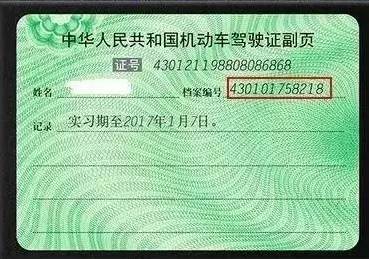 中华人民共和国机动车驾驶证副页
证号 430121198808086868
姓名 档案编号 430101758218
记录 实习期至2017年1月7日。